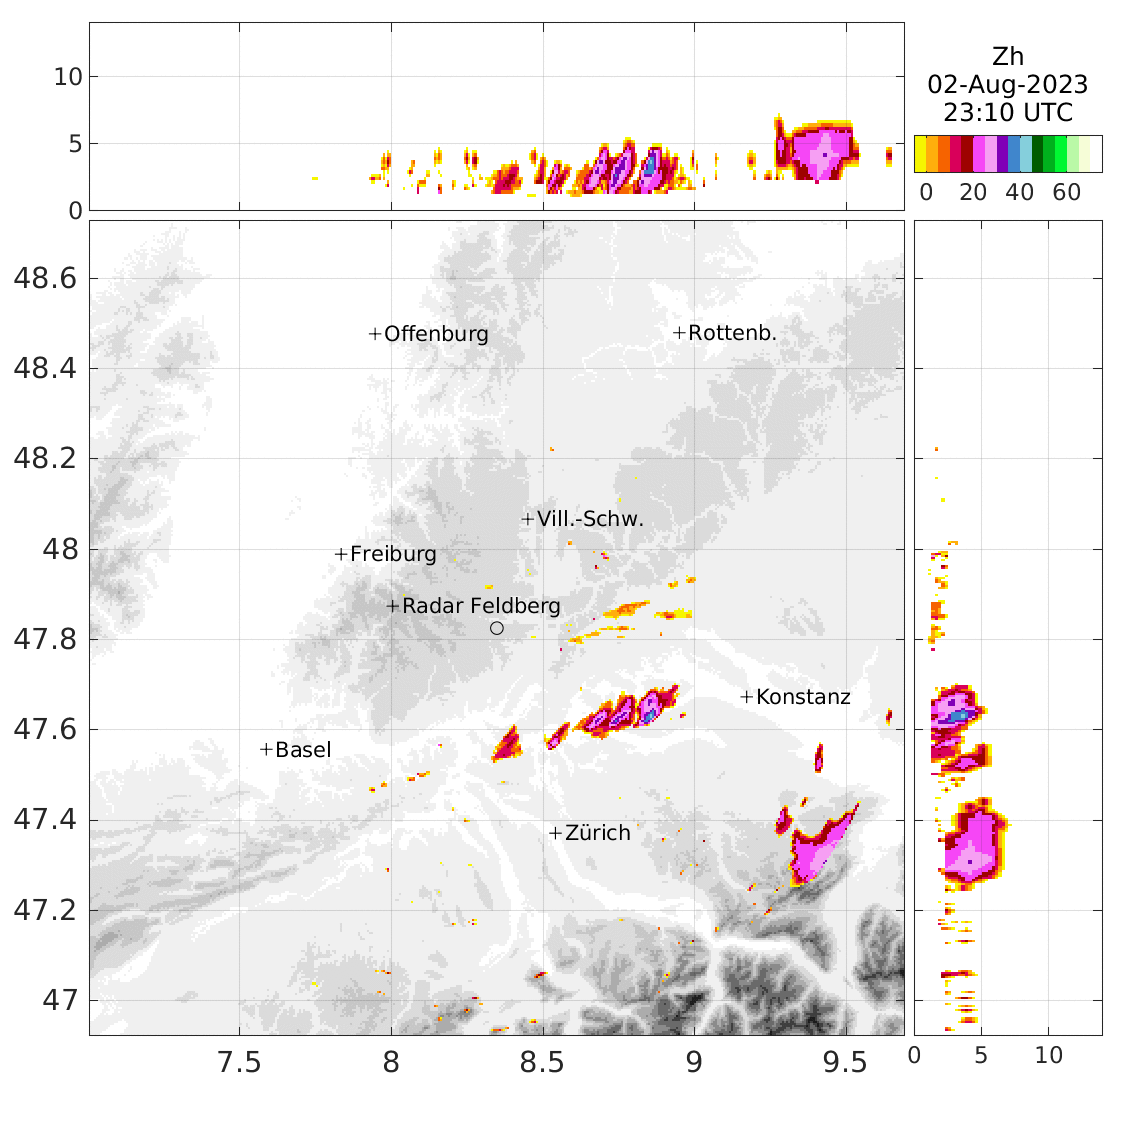 10
5
0
Zh
02-Aug-2023
23:10 UTC
0 20 40 60
48.6
48.4
48.2
48
47.8
47.6
47.4
47.2
47
Offenburg
Rottenb.
Vill.-Schw.
Freiburg
Radar Feldberg
Konstanz
Basel
Zürich
7.5 8 8.5 9 9.5
0 5 10